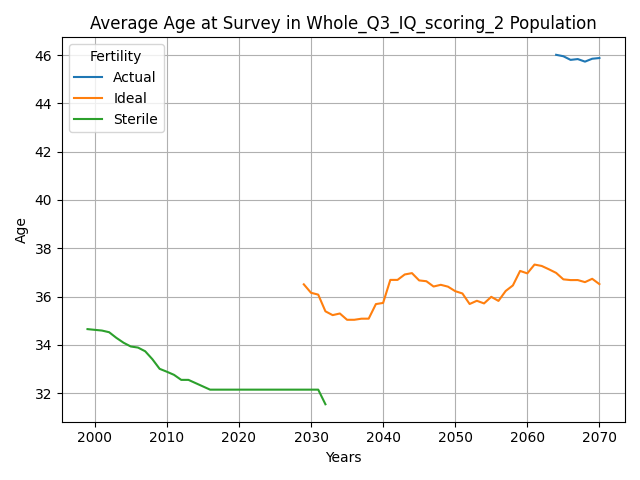 Average Age at Survey in Whole_Q3_IQ_scoring_2 Population
Fertility
Actual
Ideal
Sterile
Age
46
44
42
40
38
36
34
32
2000 2010 2020 2030 2040 2050 2060 2070
Years